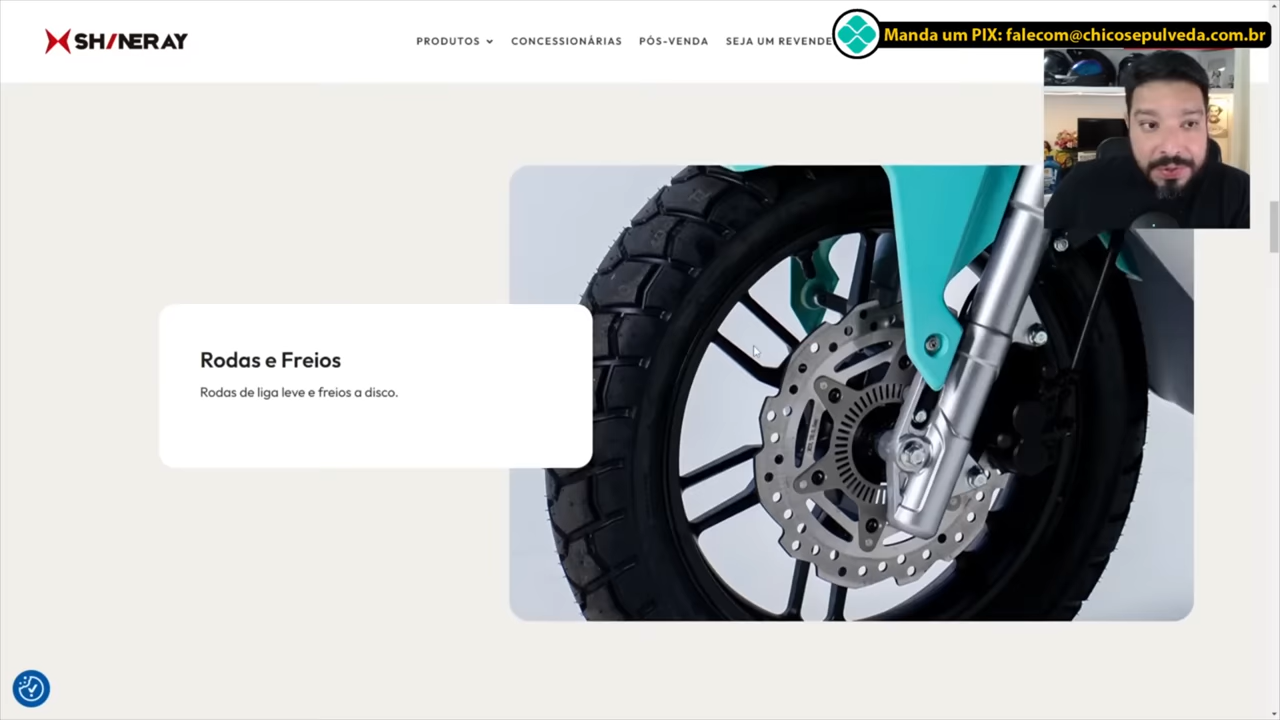 SHINERAY
PRODUTOS
CONCESSIONÁRIAS
PÓS-VENDA
SEJA UM REVENDE
Manda um PIX: falecom@chicosepulveda.com.br
Rodas e Freios
Rodas de liga leve e freios a disco.